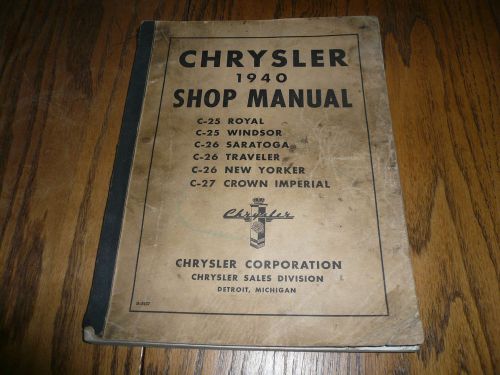 CHRYSLER
1940
SHOP MANUAL
C-25 ROYAL
C-25 WINDSOR
C-26 SARATOGA
C-26 TRAVELER
C-26 NEW YORKER
C-27 CROWN IMPERIAL
Chrysler
CHRYSLER CORPORATION
CHRYSLER SALES DIVISION
DETROIT, MICHIGAN